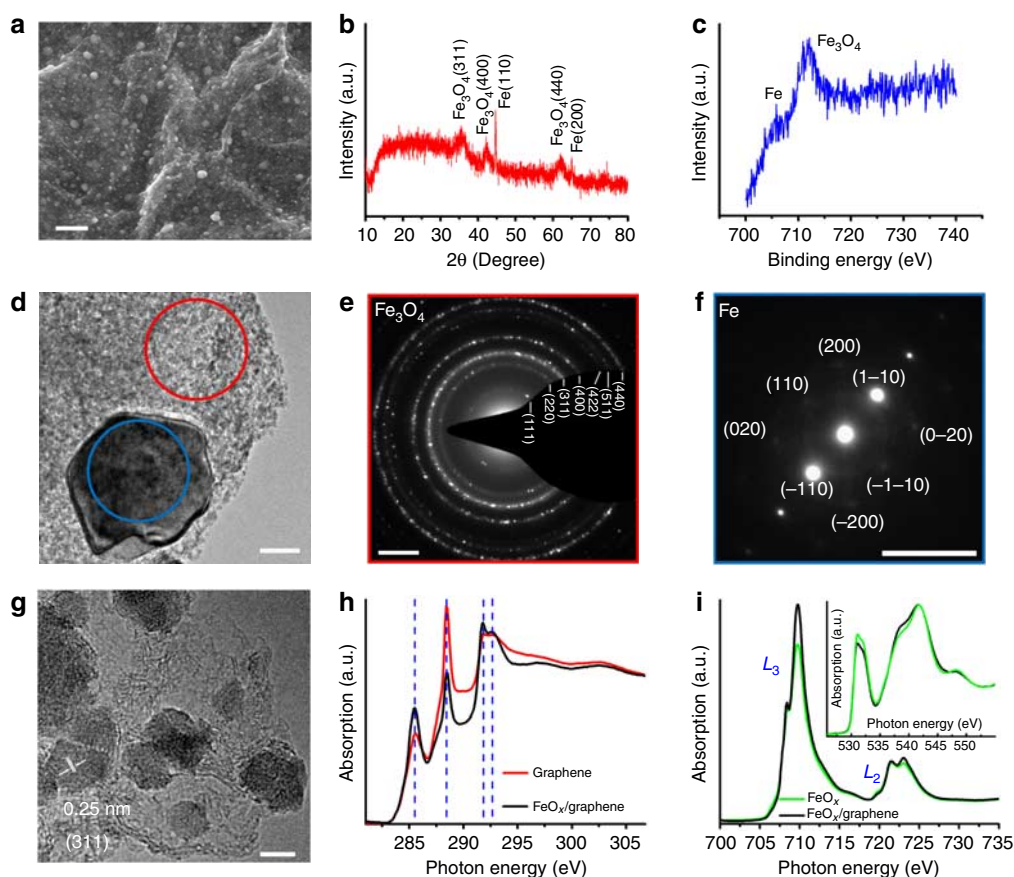 a
b
Intensity (a.u.)
Fe₃O₄(311)
Fe₃O₄(400)
Fe(110)
Fe₃O₄(440)
Fe(200)
10 20 30 40 50 60 70 80
2θ (Degree)
c
Intensity (a.u.)
Fe
Fe₃O₄
700 710 720 730 740
Binding energy (eV)
d
e
Fe₃O₄
(111)
(220)
(311)
(400)
(422)
(511)
(440)
f
Fe
(200)
(110)
(1–10)
(020)
(0–20)
(–110)
(–1–10)
(–200)
g
0.25 nm
(311)
h
Absorption (a.u.)
Graphene
FeOₓ/graphene
285 290 295 300 305
Photon energy (eV)
i
Absorption (a.u.)
L₃
L₂
Absorption (a.u.)
Photon energy (eV)
530 535 540 545 550
FeOₓ
FeOₓ/graphene
700 705 710 715 720 725 730 735
Photon energy (eV)